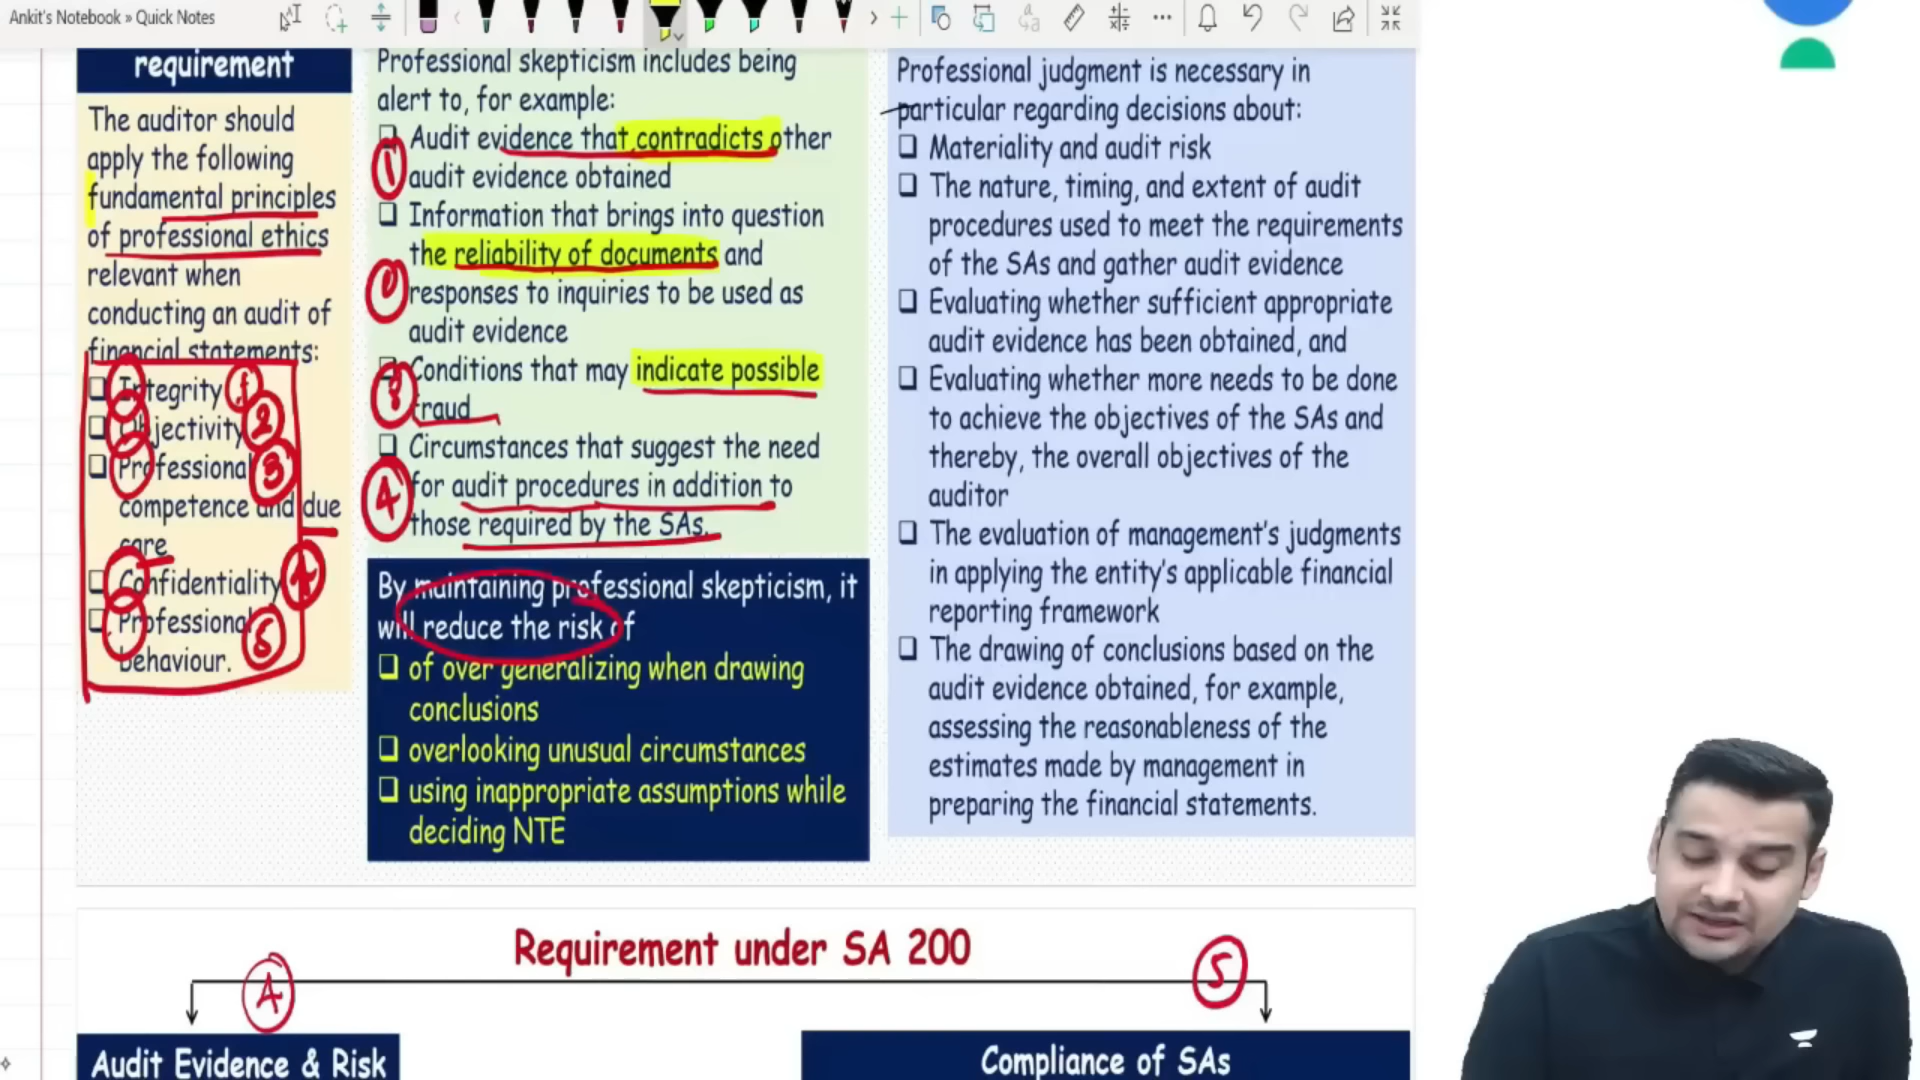 Ankit's Notebook » Quick Notes
requirement
The auditor should
apply the following
fundamental principles
of professional ethics
relevant when
conducting an audit of
financial statements:
Integrity 1
Objectivity 2
Professional 3
competence and due
care
Confidentiality 4
Professional 5
behaviour.
Professional skepticism includes being
alert to, for example:
Audit evidence that contradicts other
1
audit evidence obtained
Information that brings into question
the reliability of documents and
responses to inquiries to be used as
audit evidence
Conditions that may indicate possible
fraud
Circumstances that suggest the need
4 for audit procedures in addition to
those required by the SAs.
By maintaining professional skepticism, it
will reduce the risk of
of over generalizing when drawing
conclusions
overlooking unusual circumstances
using inappropriate assumptions while
deciding NTE
Professional judgment is necessary in
particular regarding decisions about:
Materiality and audit risk
The nature, timing, and extent of audit
procedures used to meet the requirements
of the SAs and gather audit evidence
Evaluating whether sufficient appropriate
audit evidence has been obtained, and
Evaluating whether more needs to be done
to achieve the objectives of the SAs and
thereby, the overall objectives of the
auditor
The evaluation of management's judgments
in applying the entity's applicable financial
reporting framework
The drawing of conclusions based on the
audit evidence obtained, for example,
assessing the reasonableness of the
estimates made by management in
preparing the financial statements.
Requirement under SA 200
4
5
Audit Evidence & Risk
Compliance of SAs